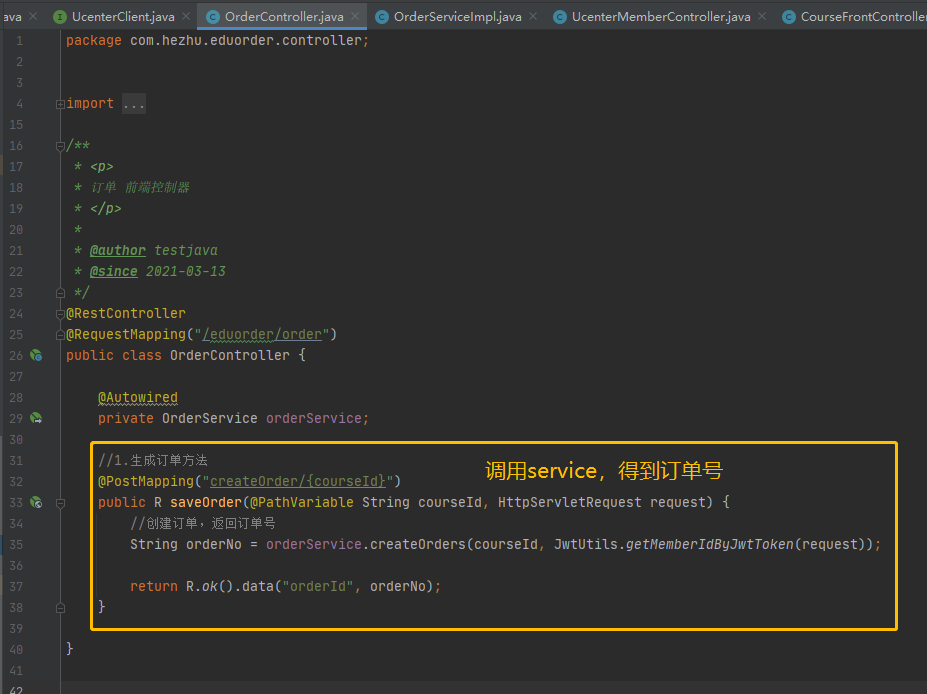 ava × UcenterClient.java × OrderController.java × OrderServiceImpl.java × UcenterMemberController.java × CourseFrontController
1 package com.hezhu.eduorder.controller;
2
3
4 import ...
15
16 /**
17 * <p>
18 * 订单 前端控制器
19 * </p>
20 *
21 * @author testjava
22 * @since 2021-03-13
23 */
24 @RestController
25 @RequestMapping("/eduorder/order")
26 public class OrderController {
27
28 @Autowired
29 private OrderService orderService;
30
31 //1.生成订单方法
调用service，得到订单号
32 @PostMapping("createOrder/{courseId}")
33 public R saveOrder(@PathVariable String courseId, HttpServletRequest request) {
34 //创建订单，返回订单号
35 String orderNo = orderService.createOrders(courseId, JwtUtils.getMemberIdByJwtToken(request));
36
37 return R.ok().data("orderId", orderNo);
38 }
39
40 }
41
42